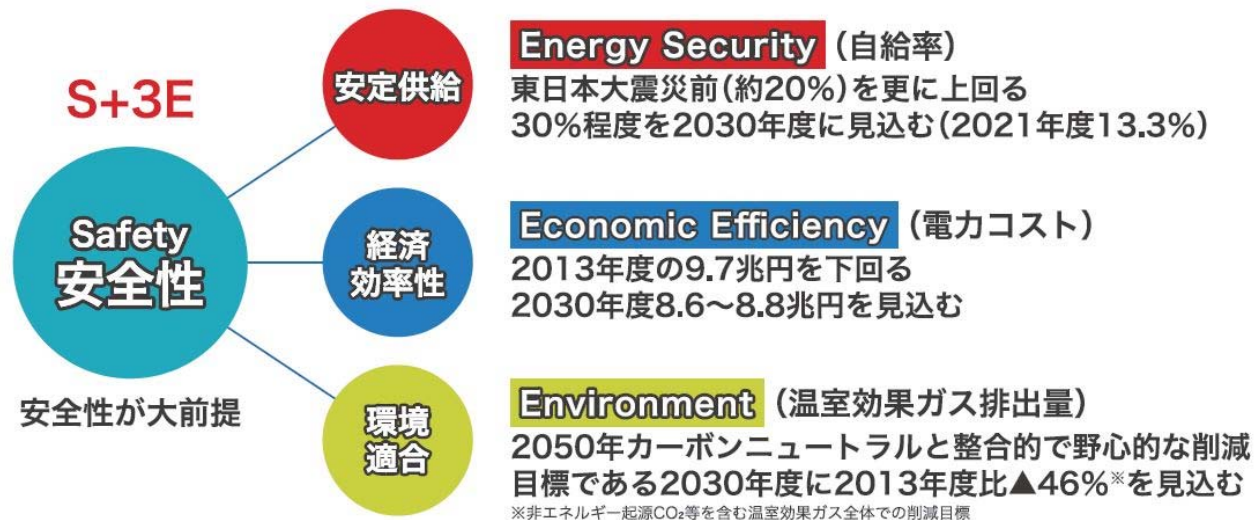 S+3E
Safety
安全性
安全性が大前提
安定供給
Energy Security（自給率）
東日本大震災前（約20%）を更に上回る
30%程度を2030年度に見込む（2021年度13.3%）
経済
効率性
Economic Efficiency（電力コスト）
2013年度の9.7兆円を下回る
2030年度8.6～8.8兆円を見込む
環境
適合
Environment（温室効果ガス排出量）
2050年カーボンニュートラルと整合的で野心的な削減
目標である2030年度に2013年度比▲46%※を見込む
※非エネルギー起源CO₂等を含む温室効果ガス全体での削減目標